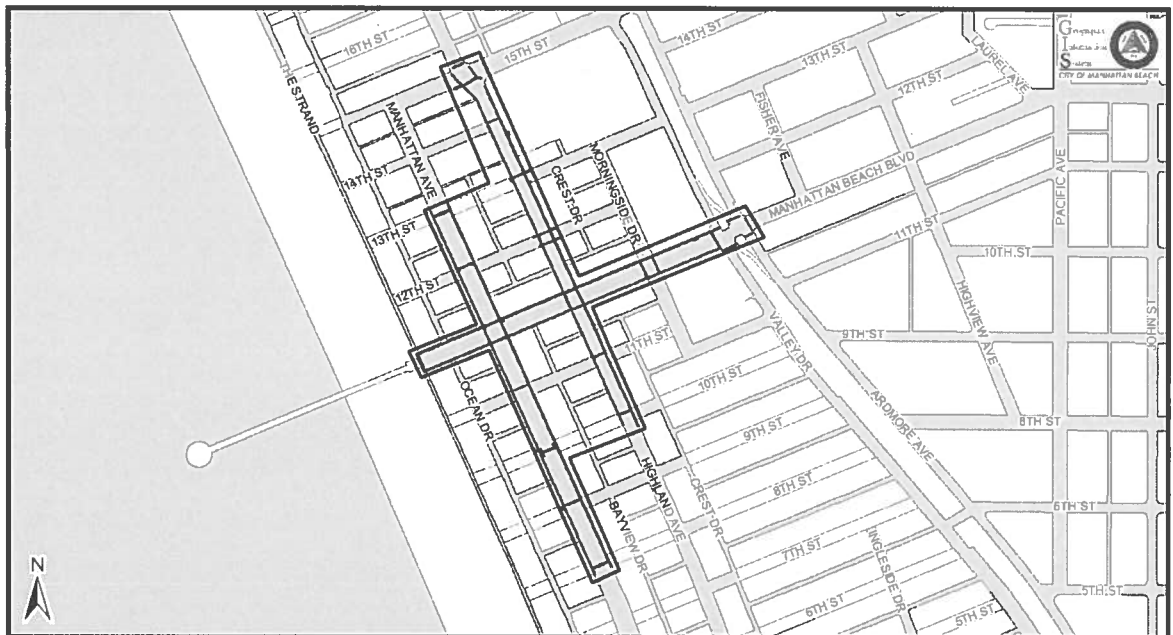 16TH ST
15TH ST
14TH ST
13TH ST
LAUREL AVE
12TH ST
FISHER AVE
THE STRAND
MANHATTAN AVE
14TH ST
13TH ST
12TH ST
CREST DR
MORNINGSIDE DR
MANHATTAN BEACH BLVD
11TH ST
10TH ST
PACIFIC AVE
HIGHVIEW AVE
JOHN ST
9TH ST
VALLEY DR
11TH ST
10TH ST
9TH ST
8TH ST
7TH ST
6TH ST
5TH ST
OCEAN DR
BAYVIEW DR
HIGHLAND AVE
CREST DR
INGLESIDE DR
ARDMORE AVE
8TH ST
6TH ST
5TH ST
N
G
I
S
CITY OF MANHATTAN BEACH